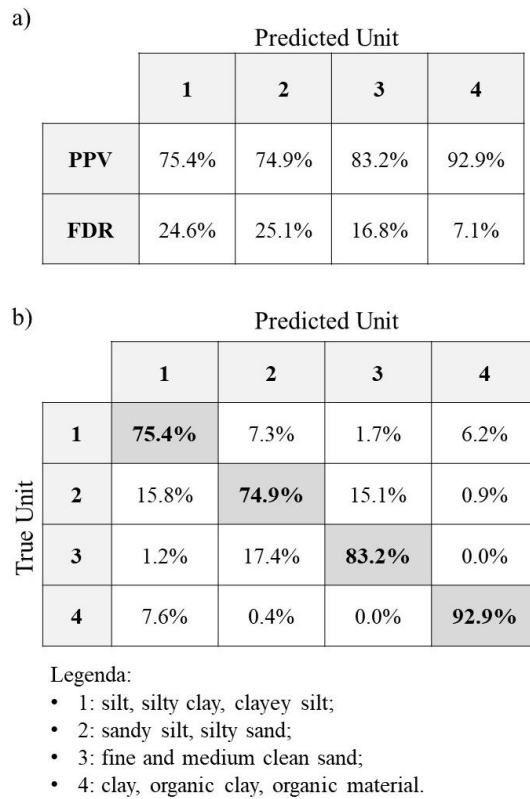 a)
Predicted Unit
1 2 3 4
PPV 75.4% 74.9% 83.2% 92.9%
FDR 24.6% 25.1% 16.8% 7.1%
b)
Predicted Unit
1 2 3 4
True Unit
1 75.4% 7.3% 1.7% 6.2%
2 15.8% 74.9% 15.1% 0.9%
3 1.2% 17.4% 83.2% 0.0%
4 7.6% 0.4% 0.0% 92.9%
Legenda:
• 1: silt, silty clay, clayey silt;
• 2: sandy silt, silty sand;
• 3: fine and medium clean sand;
• 4: clay, organic clay, organic material.